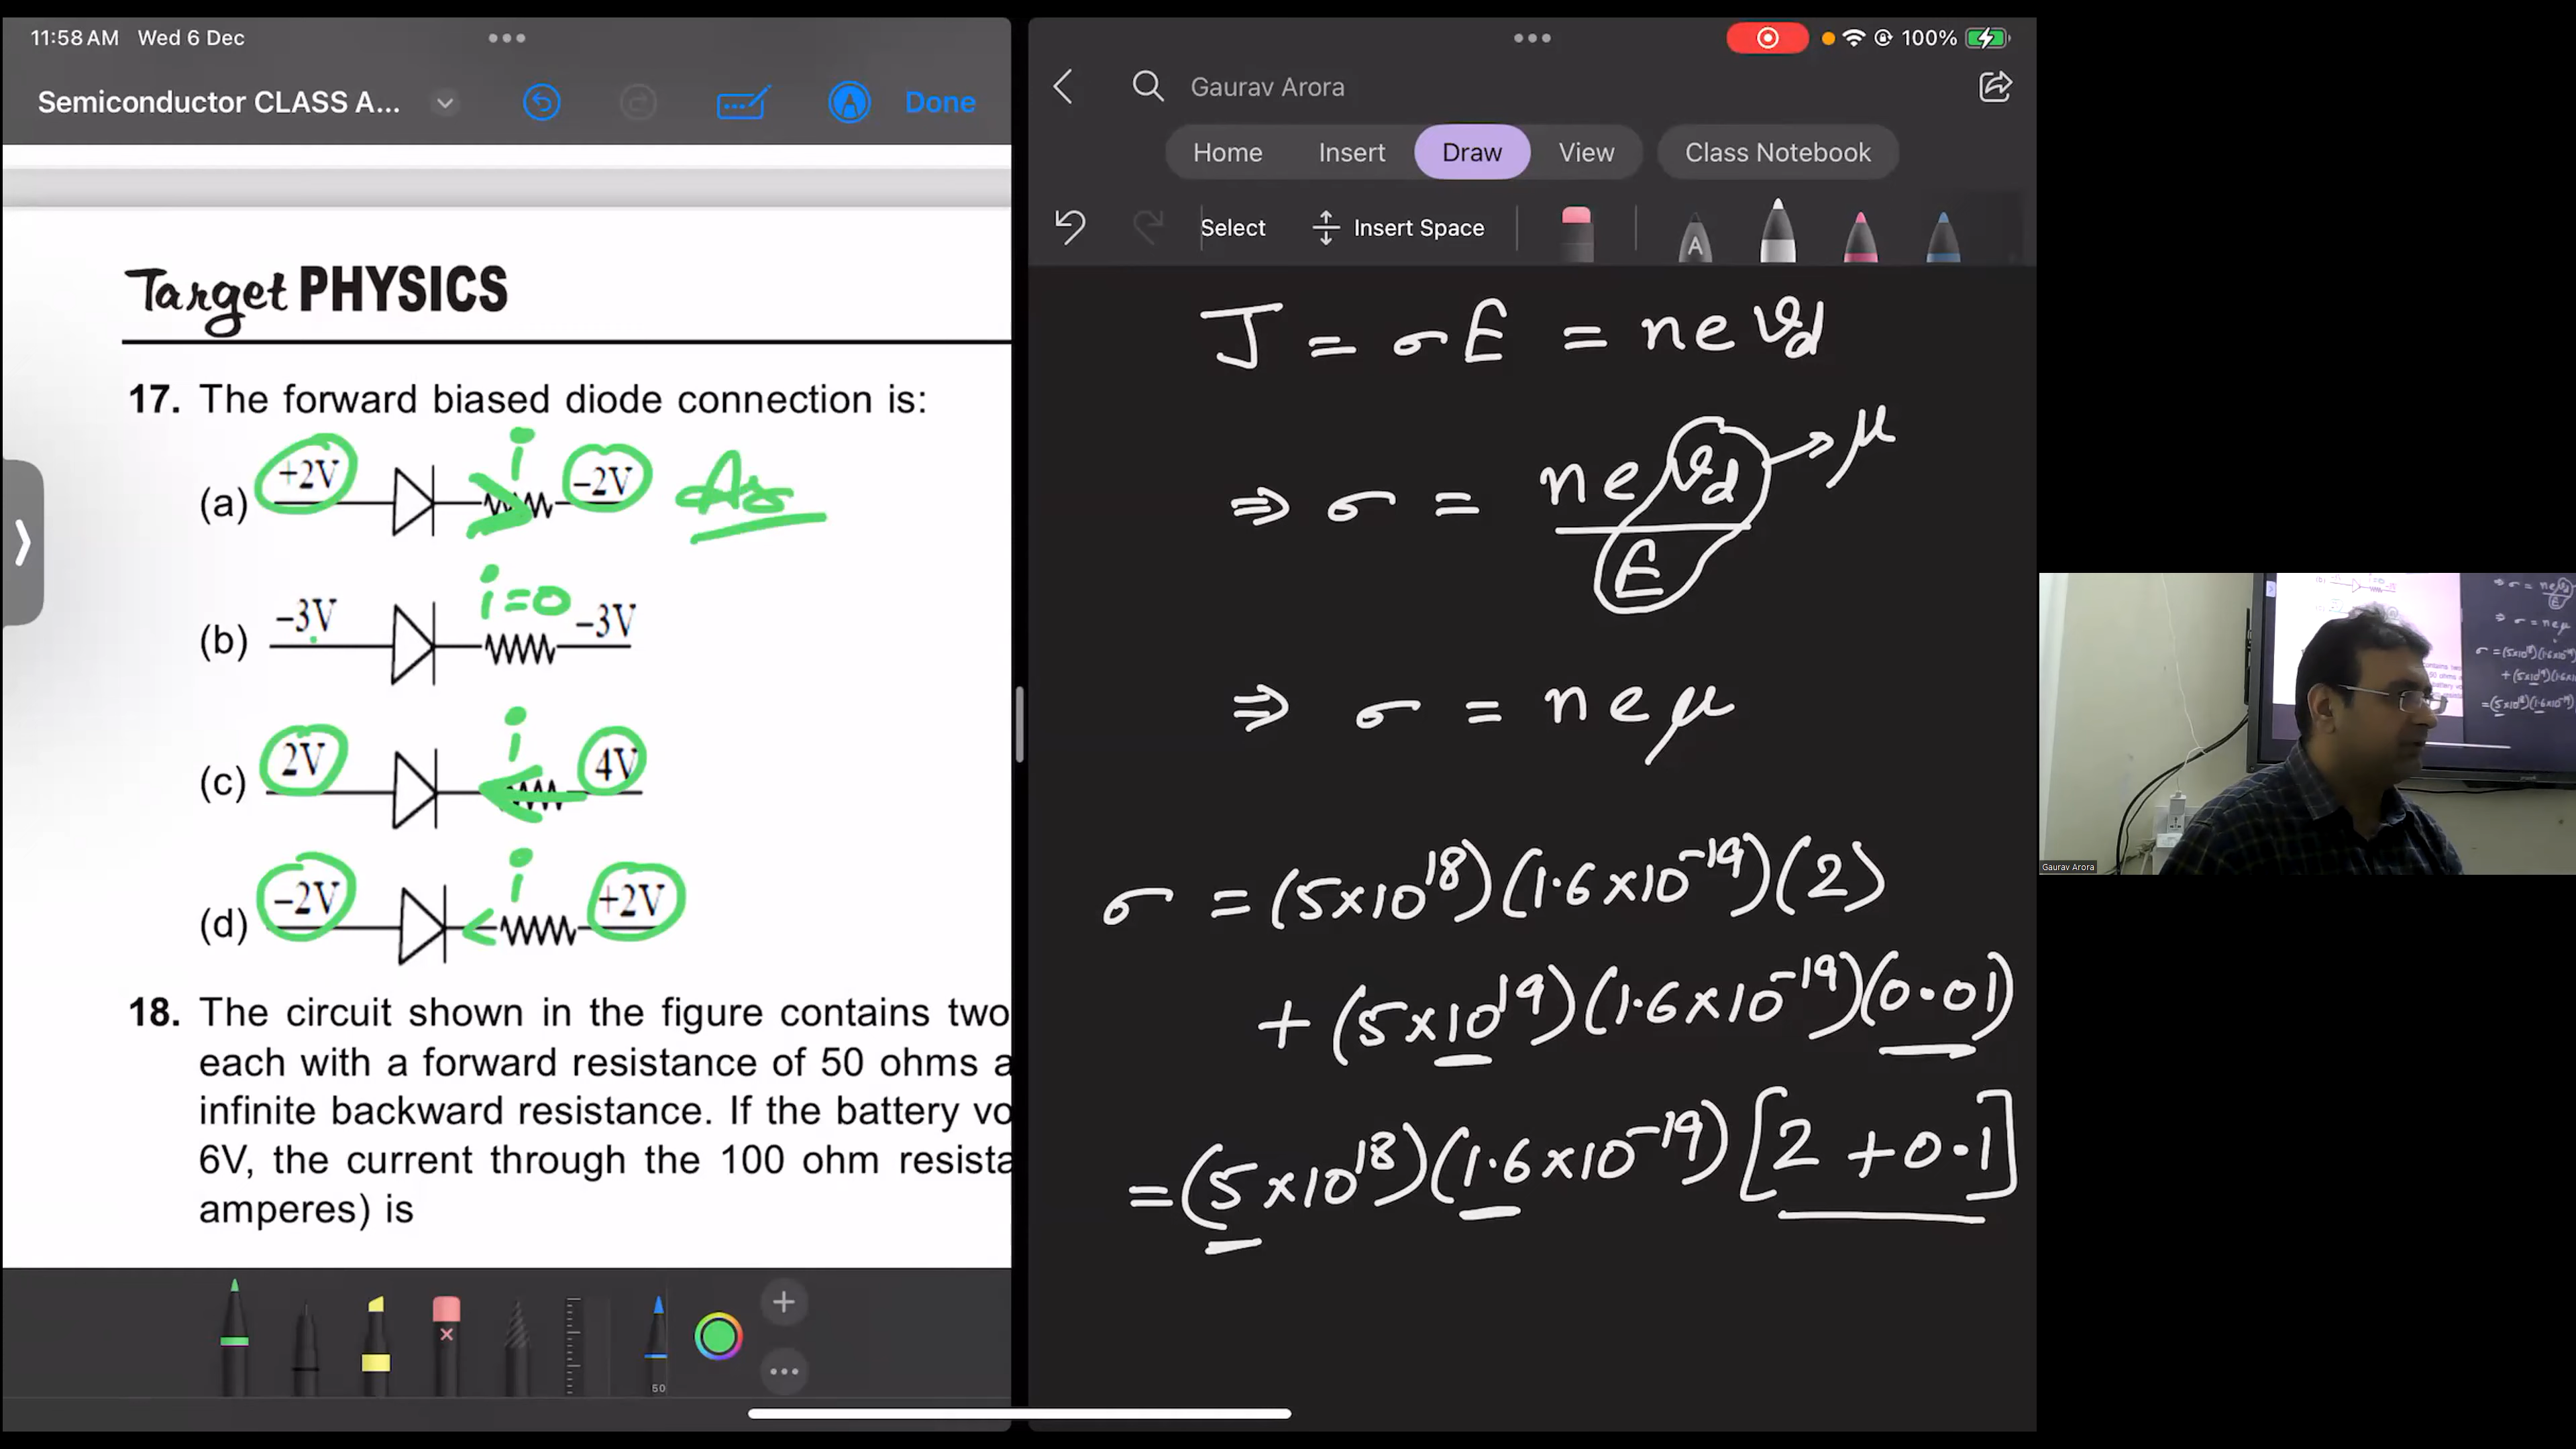 11:58 AM Wed 6 Dec
100%
Semiconductor CLASS A...
Done
Gaurav Arora
Home Insert Draw View Class Notebook
Select Insert Space
A
Target PHYSICS
17. The forward biased diode connection is:
(a) +2V i -2V As
(b) -3V i=0 -3V
(c) 2V i 4V
(d) -2V i +2V
18. The circuit shown in the figure contains two
each with a forward resistance of 50 ohms a
infinite backward resistance. If the battery vo
6V, the current through the 100 ohm resista
amperes) is
50
J = σE = nevd
⇒ σ = nevd/E → μ
⇒ σ = neμ
σ = (5×10^18)(1.6×10^-19)(2)
+ (5×10^19)(1.6×10^-19)(0.01)
= (5×10^18)(1.6×10^-19)[2+0.1]
Gaurav Arora